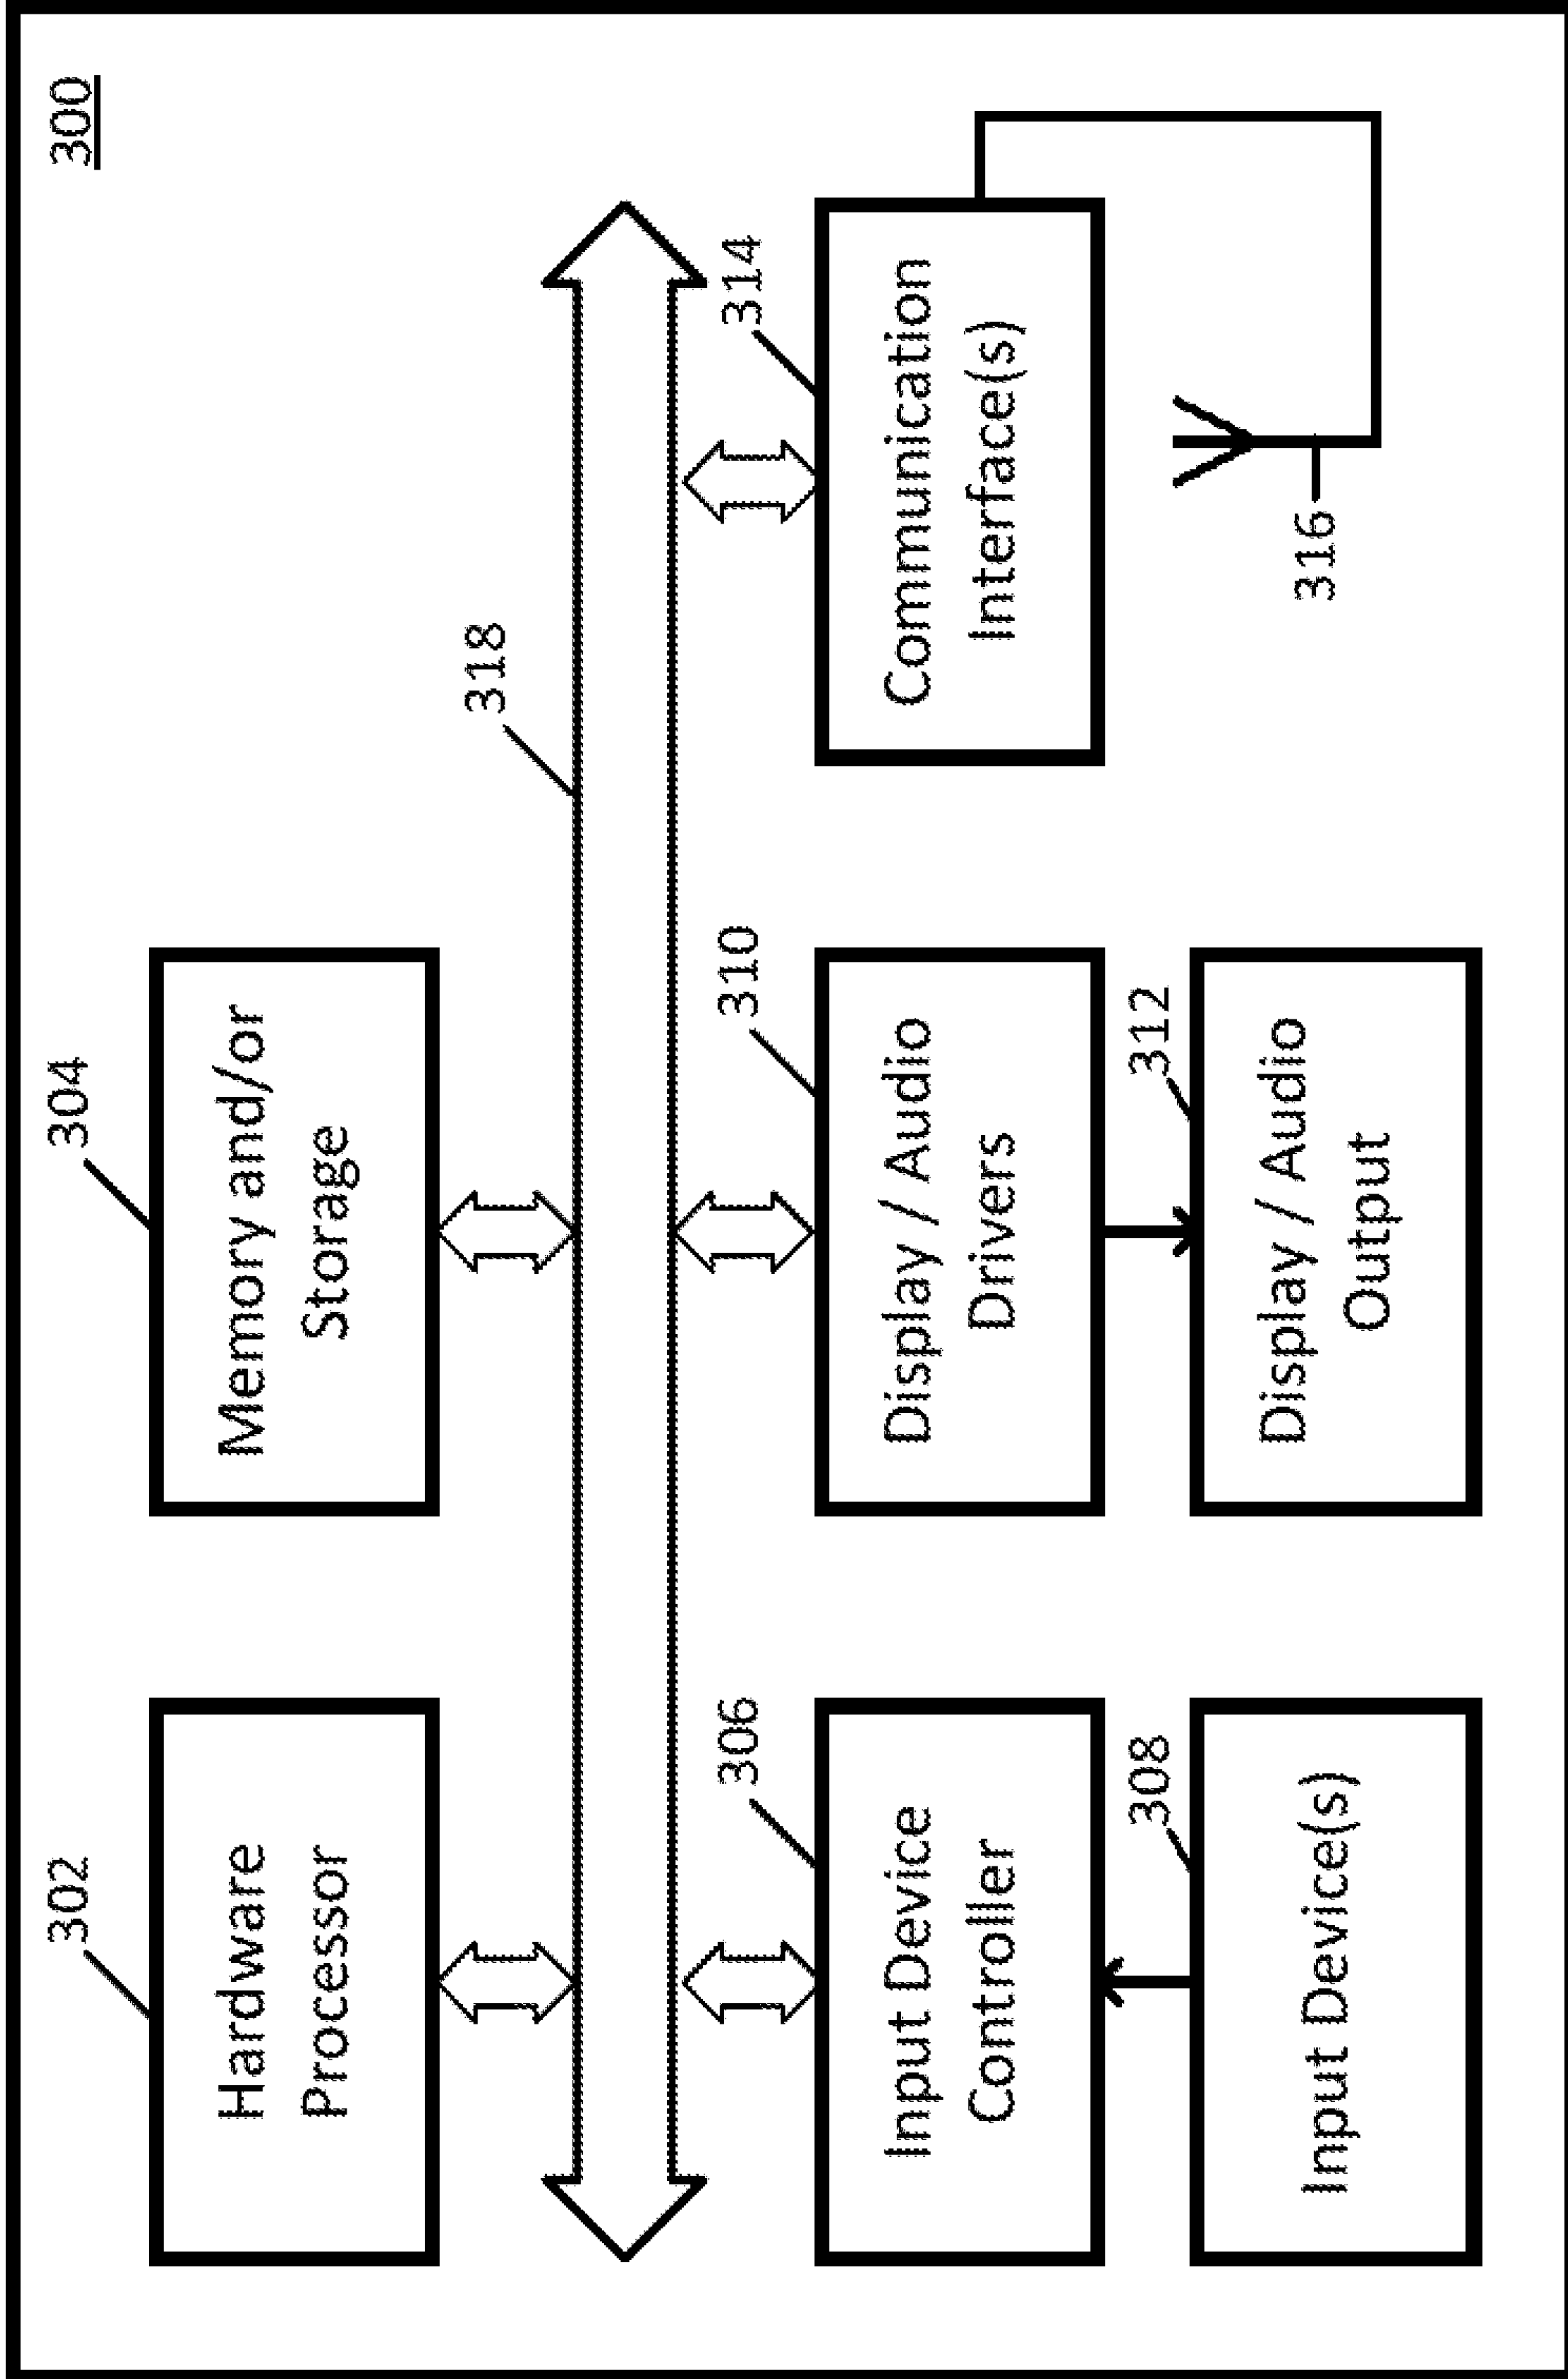 300
302
304
Hardware
Processor
Memory and/or
Storage
318
306
310
314
Input Device
Controller
Display / Audio
Drivers
Communication
Interface(s)
308
312
Input Device(s)
Display / Audio
Output
316